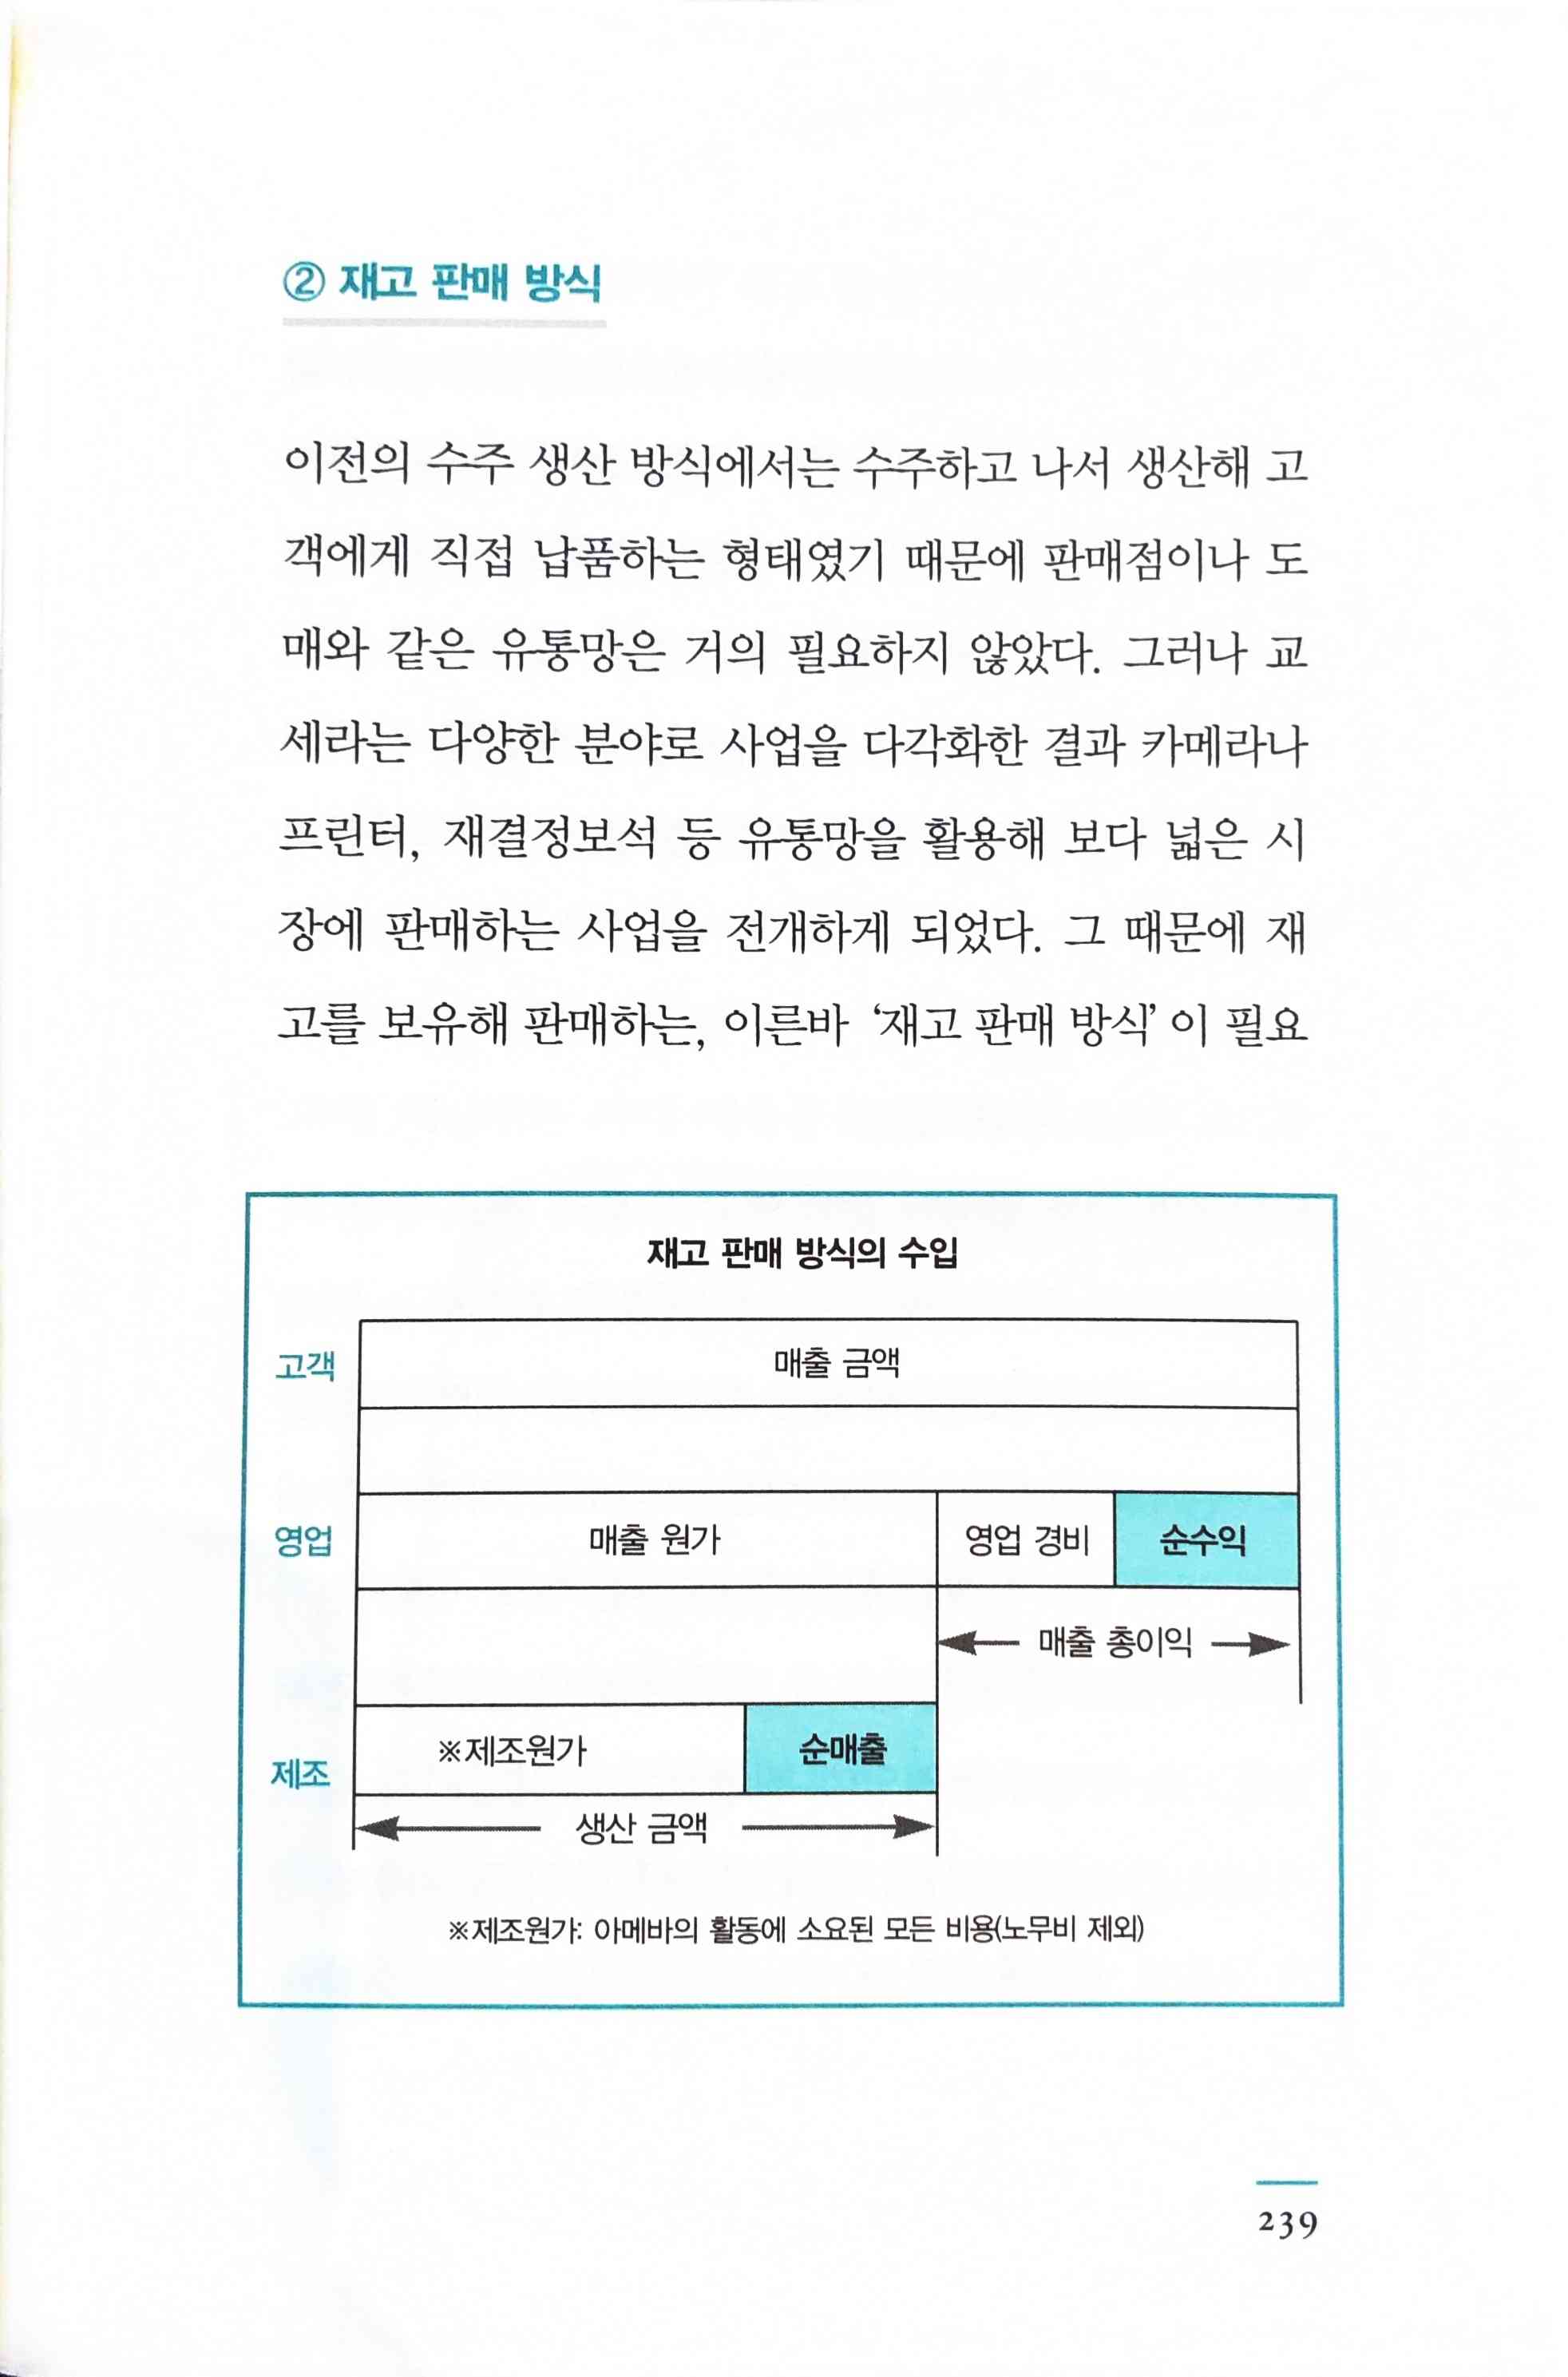 ② 재고 판매 방식
이전의 수주 생산 방식에서는 수주하고 나서 생산해 고
객에게 직접 납품하는 형태였기 때문에 판매점이나 도
매와 같은 유통망은 거의 필요하지 않았다. 그러나 교
세라는 다양한 분야로 사업을 다각화한 결과 카메라나
프린터, 재결정보석 등 유통망을 활용해 보다 넓은 시
장에 판매하는 사업을 전개하게 되었다. 그 때문에 재
고를 보유해 판매하는, 이른바 ‘재고 판매 방식’이 필요
재고 판매 방식의 수입
고객 매출 금액
영업 매출 원가 영업 경비 순수익
매출 총이익
제조 ※제조원가 순매출
생산 금액
※제조원가: 아메바의 활동에 소요된 모든 비용(노무비 제외)
239